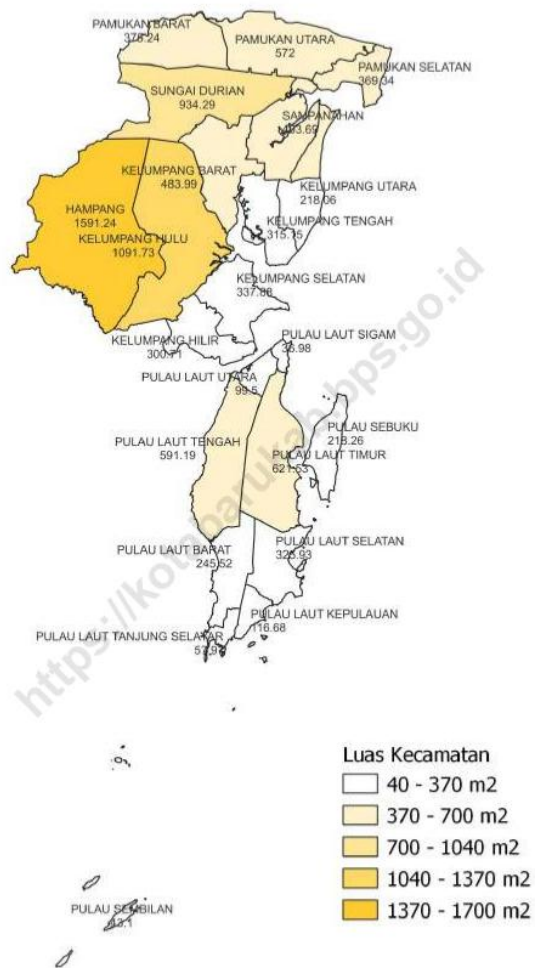 PAMUKAN BARAT
378.24
PAMUKAN UTARA
572
PAMUKAN SELATAN
369.34
SUNGAI DURIAN
934.29
SAMPANAHAN
KELUMPANG BARAT
483.99
KELUMPANG UTARA
218.06
HAMPANG
1591.24
KELUMPANG TENGAH
315.75
KELUMPANG HULU
1091.73
KELUMPANG SELATAN
337.88
KELUMPANG HILIR
300.71
PULAU LAUT SIGAM
PULAU LAUT UTARA
99.5
PULAU SEBUKU
218.26
PULAU LAUT TENGAH
591.19
PULAU LAUT TIMUR
621.53
PULAU LAUT BARAT
245.52
PULAU LAUT SELATAN
PULAU LAUT KEPULAUAN
116.68
PULAU LAUT TANJUNG SELATAR
PULAU SEMBILAN
https://kotabarukab.bps.go.id
Luas Kecamatan
40 - 370 m2
370 - 700 m2
700 - 1040 m2
1040 - 1370 m2
1370 - 1700 m2